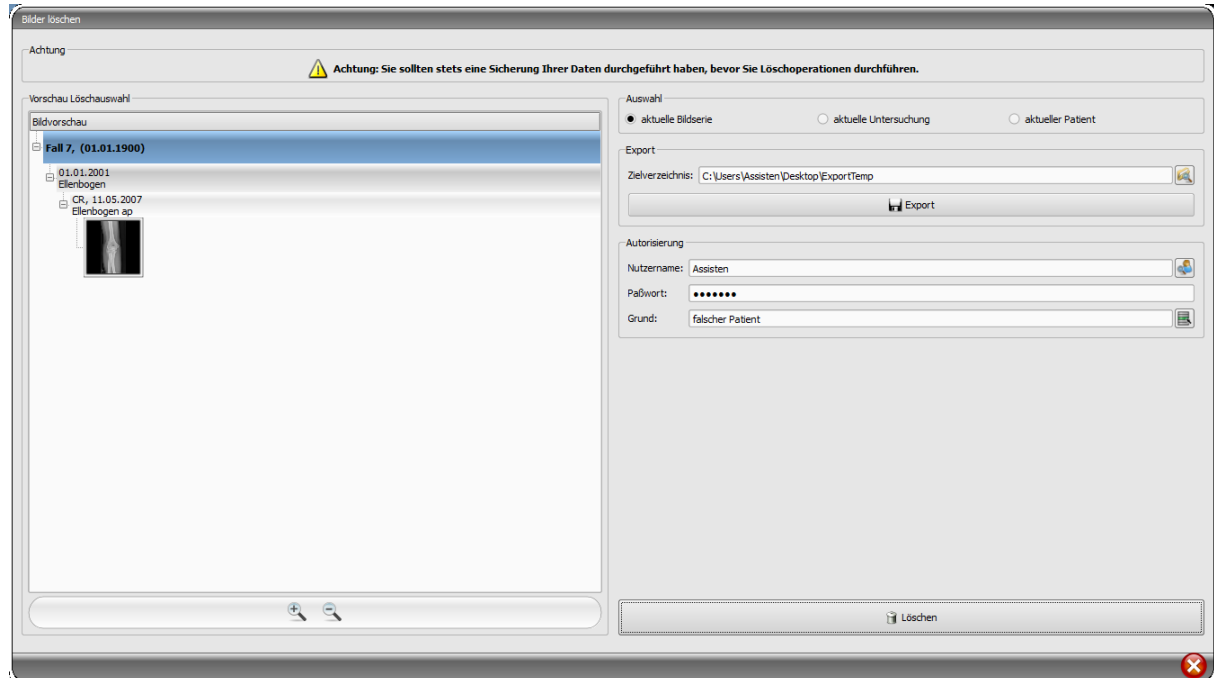 Bilder löschen
Achtung
Achtung: Sie sollten stets eine Sicherung Ihrer Daten durchgeführt haben, bevor Sie Löschoperationen durchführen.
Vorschau Löschauswahl
Bildvorschau
Fall 7, (01.01.1900)
01.01.2001
Ellenbogen
CR, 11.05.2007
Ellenbogen ap
Auswahl
aktuelle Bildserie
aktuelle Untersuchung
aktueller Patient
Export
Zielverzeichnis: C:\Users\Assisten\Desktop\ExportTemp
Export
Autorisierung
Nutzername: Assisten
Paßwort: •••••••
Grund: falscher Patient
Löschen